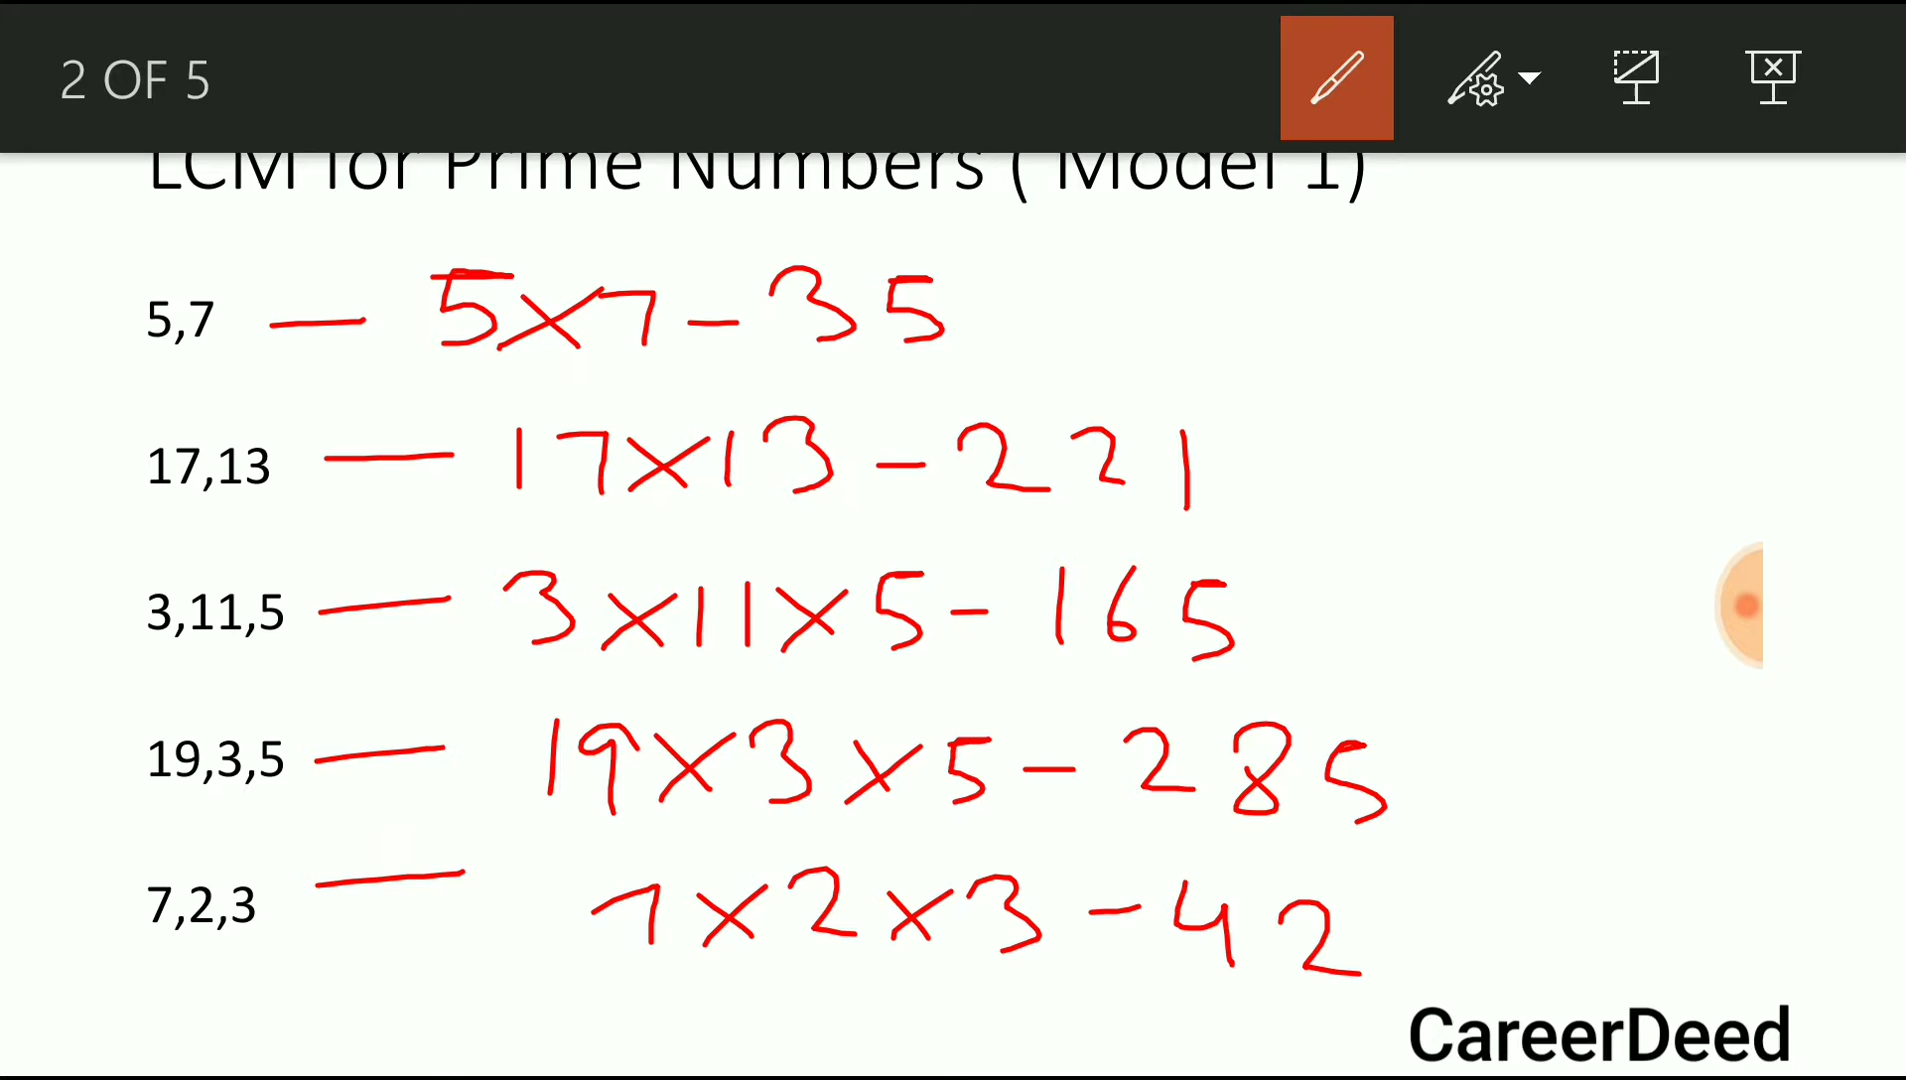 2 OF 5
LCM for Prime Numbers ( Model 1)
5,7 — 5×7 – 35
17,13 — 17×13 – 221
3,11,5 — 3×11×5 – 165
19,3,5 — 19×3×5 – 285
7,2,3 — 7×2×3 – 42
CareerDeed